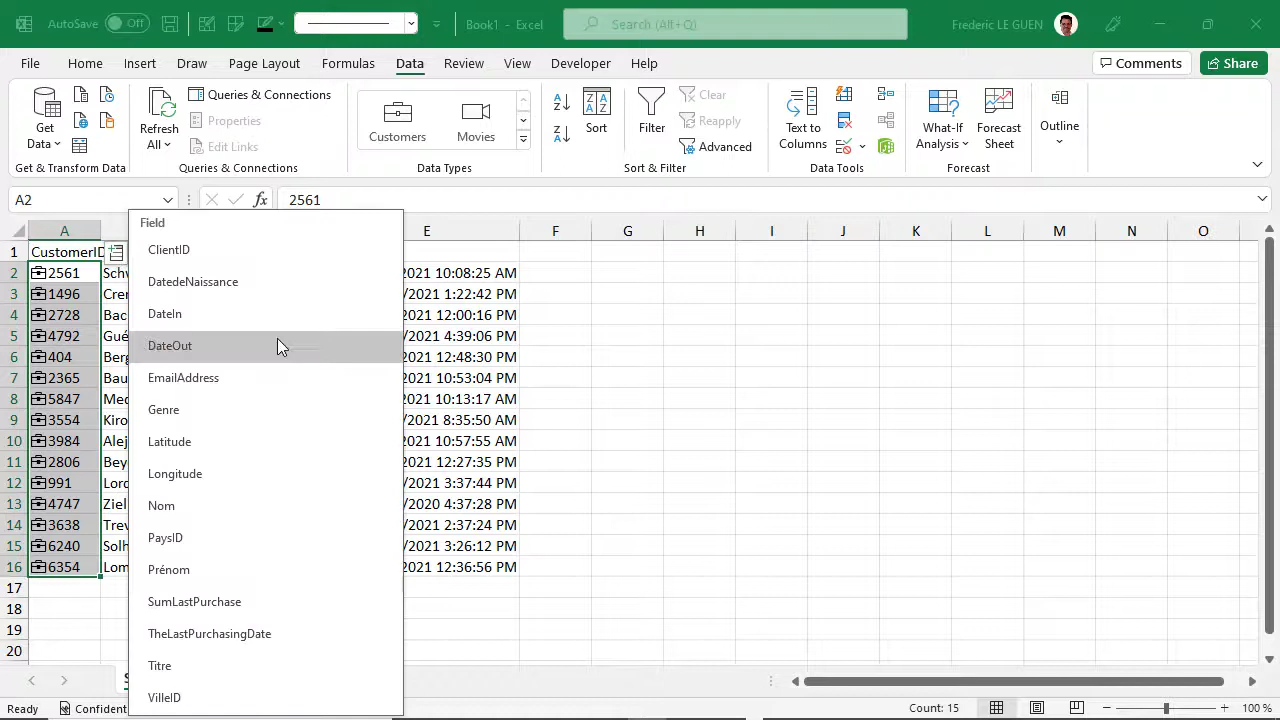 AutoSave Off Book1 - Excel Search (Alt+Q) Frederic LE GUEN
File Home Insert Draw Page Layout Formulas Data Review View Developer Help Comments Share
Get Data
Refresh All
Queries & Connections
Properties
Edit Links
Customers Movies
Sort
Filter
Clear
Reapply
Advanced
Text to Columns
What-If Analysis
Forecast Sheet
Outline
Get & Transform Data Queries & Connections Data Types Sort & Filter Data Tools Forecast
A2 fx 2561
A E F G H I J K L M N O
1 CustomerID
2 2561 Sch 2021 10:08:25 AM
3 1496 Cren /2021 1:22:42 PM
4 2728 Bac 2021 12:00:16 PM
5 4792 Gué /2021 4:39:06 PM
6 404 Berg 2021 12:48:30 PM
7 2365 Bau 2021 10:53:04 PM
8 5847 Med 2021 10:13:17 AM
9 3554 Kiro /2021 8:35:50 AM
10 3984 Alej 2021 10:57:55 AM
11 2806 Bey 2021 12:27:35 PM
12 991 Lord /2021 3:37:44 PM
13 4747 Ziel /2020 4:37:28 PM
14 3638 Trev /2021 2:37:24 PM
15 6240 Solh /2021 3:26:12 PM
16 6354 Lom 2021 12:36:56 PM
17
18
19
20
Field
ClientID
DatedeNaissance
DateIn
DateOut
EmailAddress
Genre
Latitude
Longitude
Nom
PaysID
Prénom
SumLastPurchase
TheLastPurchasingDate
Titre
VilleID
Ready Confident Count: 15 100 %